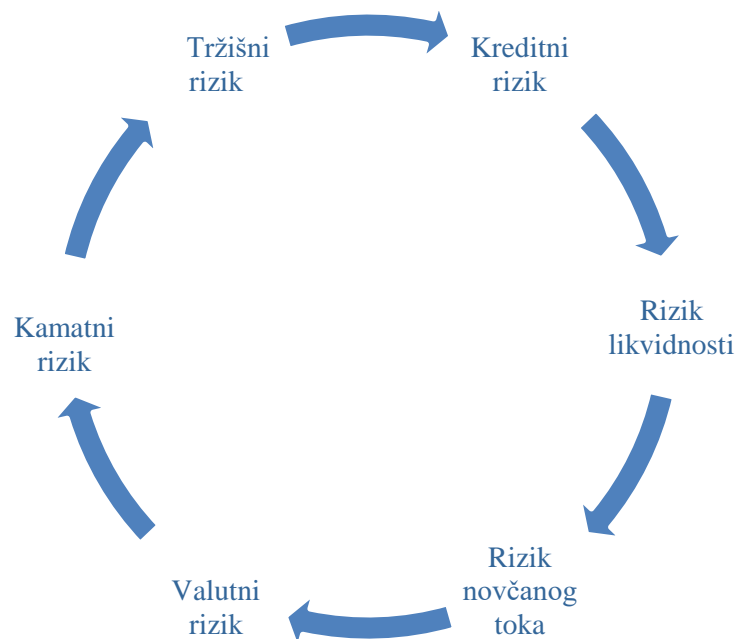 Tržišni
rizik
Kreditni
rizik
Rizik
likvidnosti
Rizik
novčanog
toka
Valutni
rizik
Kamatni
rizik